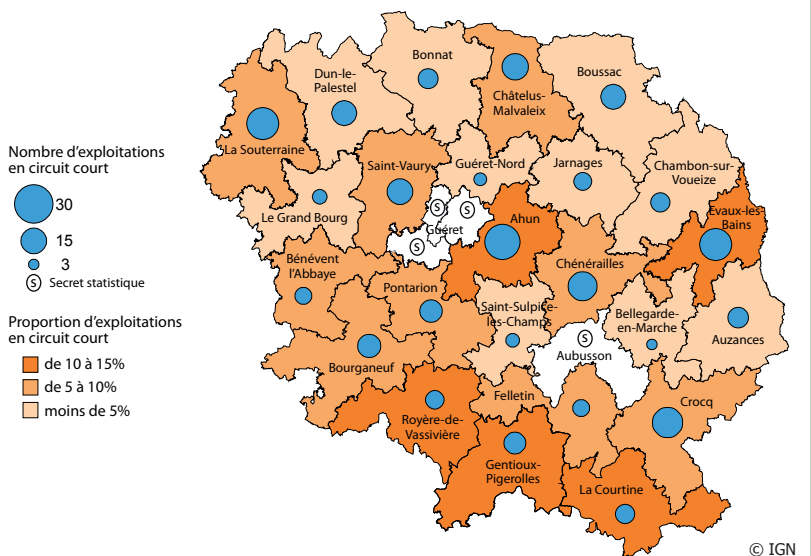 Nombre d'exploitations
en circuit court
30
15
3
S Secret statistique
Proportion d'exploitations
en circuit court
de 10 à 15%
de 5 à 10%
moins de 5%
Bonnat
Dun-le-
Palestel
Boussac
Châtelus-
Malvaleix
La Souterraine
Saint-Vaury
Guéret-Nord
Jarnages
Chambon-sur-
Voueize
Le Grand Bourg
S
S
Guéret
S
Ahun
Evaux-les-
Bains
Bénévent
l'Abbaye
Chénérailles
Pontarion
Saint-Sulpice-
les-Champs
Bellegarde-
en-Marche
S
Aubusson
Auzances
Bourganeuf
Felletin
Crocq
Royère-de-
Vassivière
Gentioux-
Pigerolles
La Courtine
© IGN